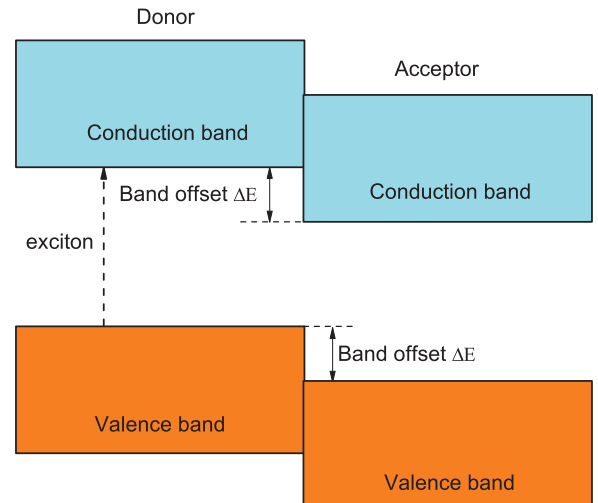 Donor
Acceptor
Conduction band
Conduction band
Band offset ΔE
exciton
Band offset ΔE
Valence band
Valence band